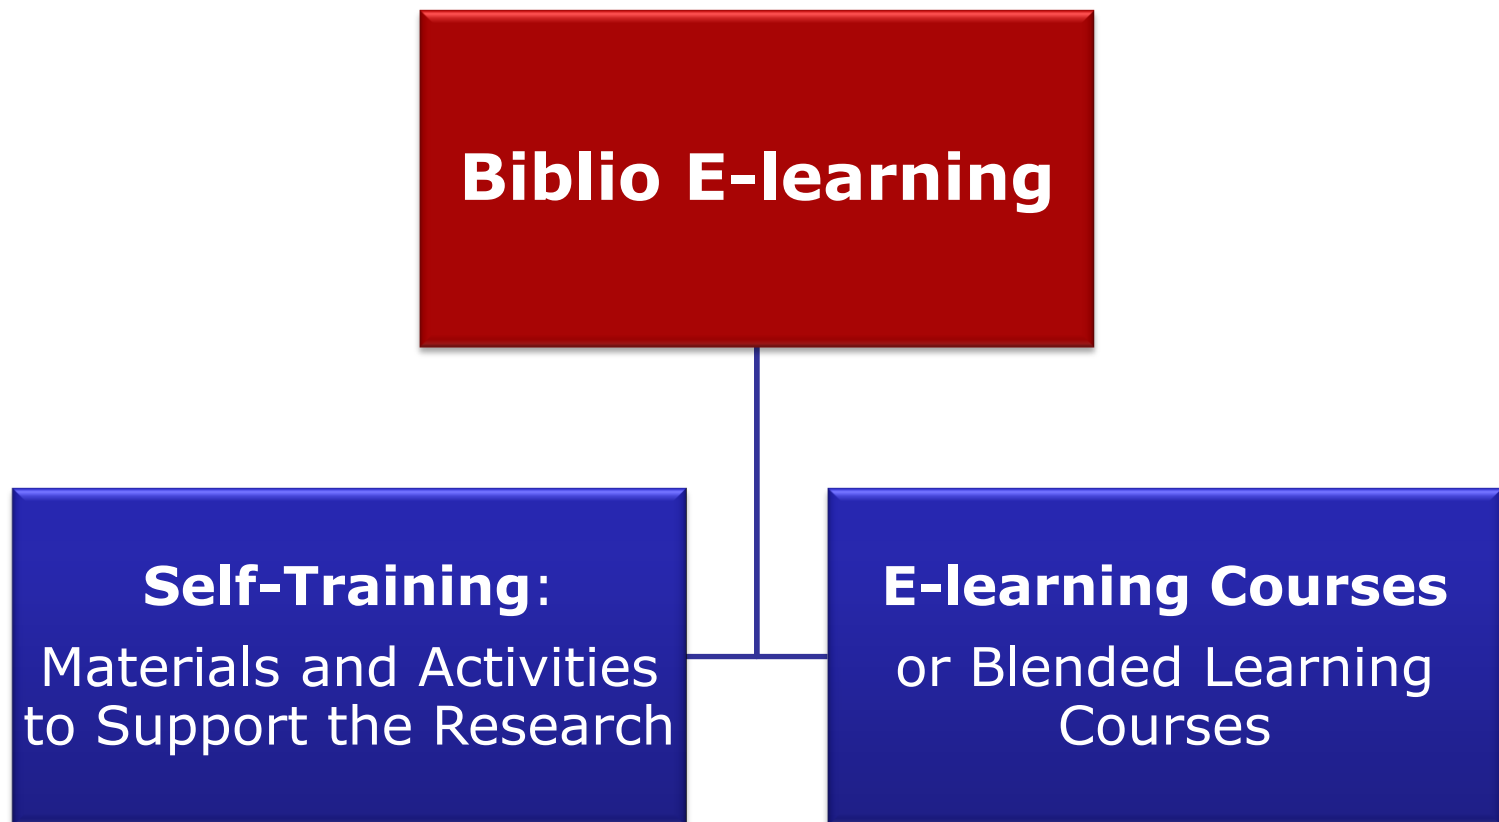 Biblio E-learning
Self-Training:
Materials and Activities
to Support the Research
E-learning Courses
or Blended Learning
Courses